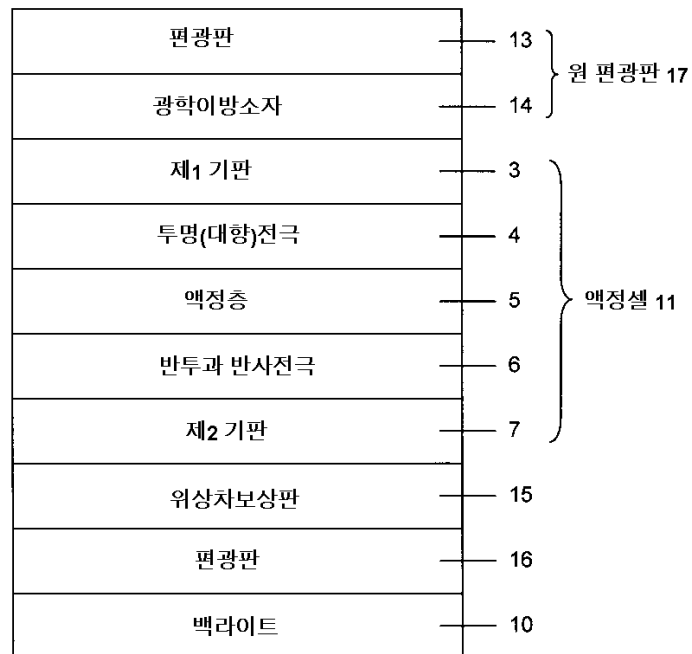 편광판 13
원 편광판 17
광학이방소자 14
제1 기판 3
투명(대향)전극 4
액정층 5
액정셀 11
반투과 반사전극 6
제2 기판 7
위상차보상판 15
편광판 16
백라이트 10